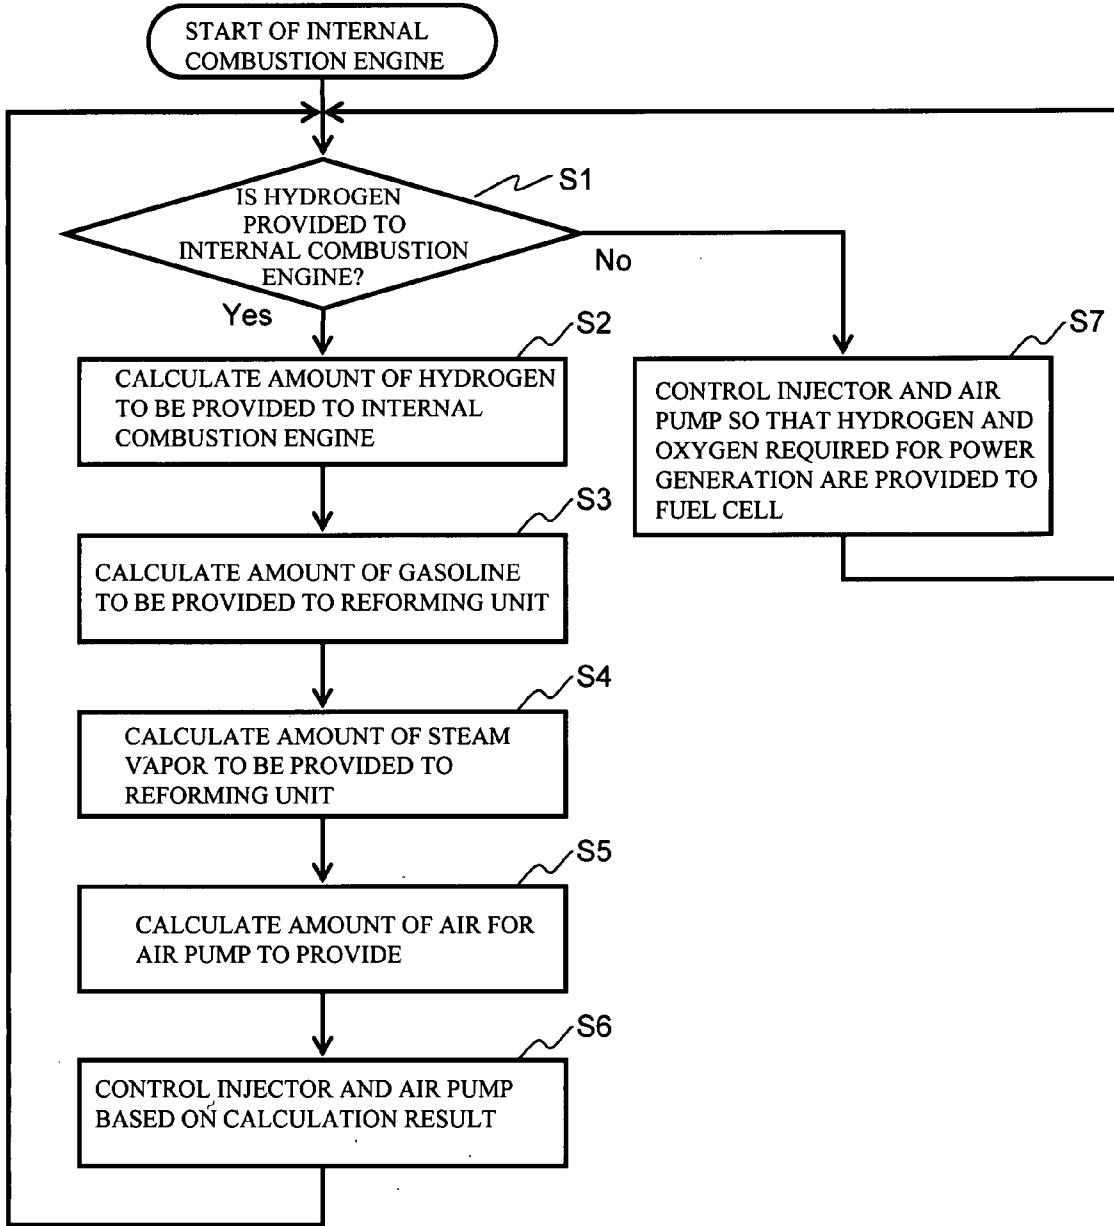 START OF INTERNAL
COMBUSTION ENGINE
S1
IS HYDROGEN
PROVIDED TO
INTERNAL COMBUSTION
ENGINE?
No
Yes
S2
CALCULATE AMOUNT OF HYDROGEN
TO BE PROVIDED TO INTERNAL
COMBUSTION ENGINE
S7
CONTROL INJECTOR AND AIR
PUMP SO THAT HYDROGEN AND
OXYGEN REQUIRED FOR POWER
GENERATION ARE PROVIDED TO
FUEL CELL
S3
CALCULATE AMOUNT OF GASOLINE
TO BE PROVIDED TO REFORMING UNIT
S4
CALCULATE AMOUNT OF STEAM
VAPOR TO BE PROVIDED TO
REFORMING UNIT
S5
CALCULATE AMOUNT OF AIR FOR
AIR PUMP TO PROVIDE
S6
CONTROL INJECTOR AND AIR PUMP
BASED ON CALCULATION RESULT